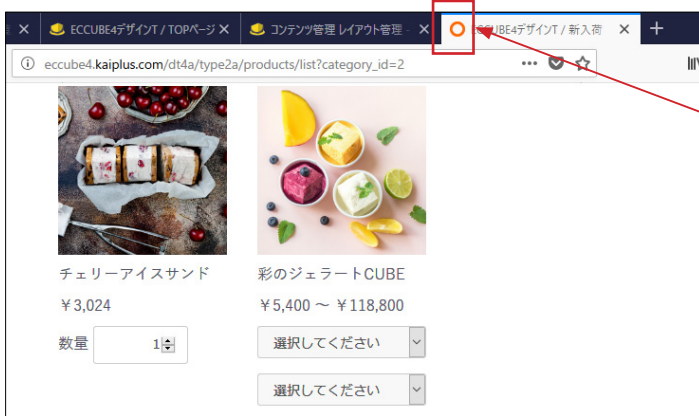 ECCUBE4デザインT / TOPページ
コンテンツ管理 レイアウト管理 -
ECCUBE4デザインT / 新入荷
eccube4.kaiplus.com/dt4a/type2a/products/list?category_id=2
チェリーアイスサンド
彩のジェラートCUBE
￥3,024
￥5,400 ～ ￥118,800
数量 1
選択してください
選択してください